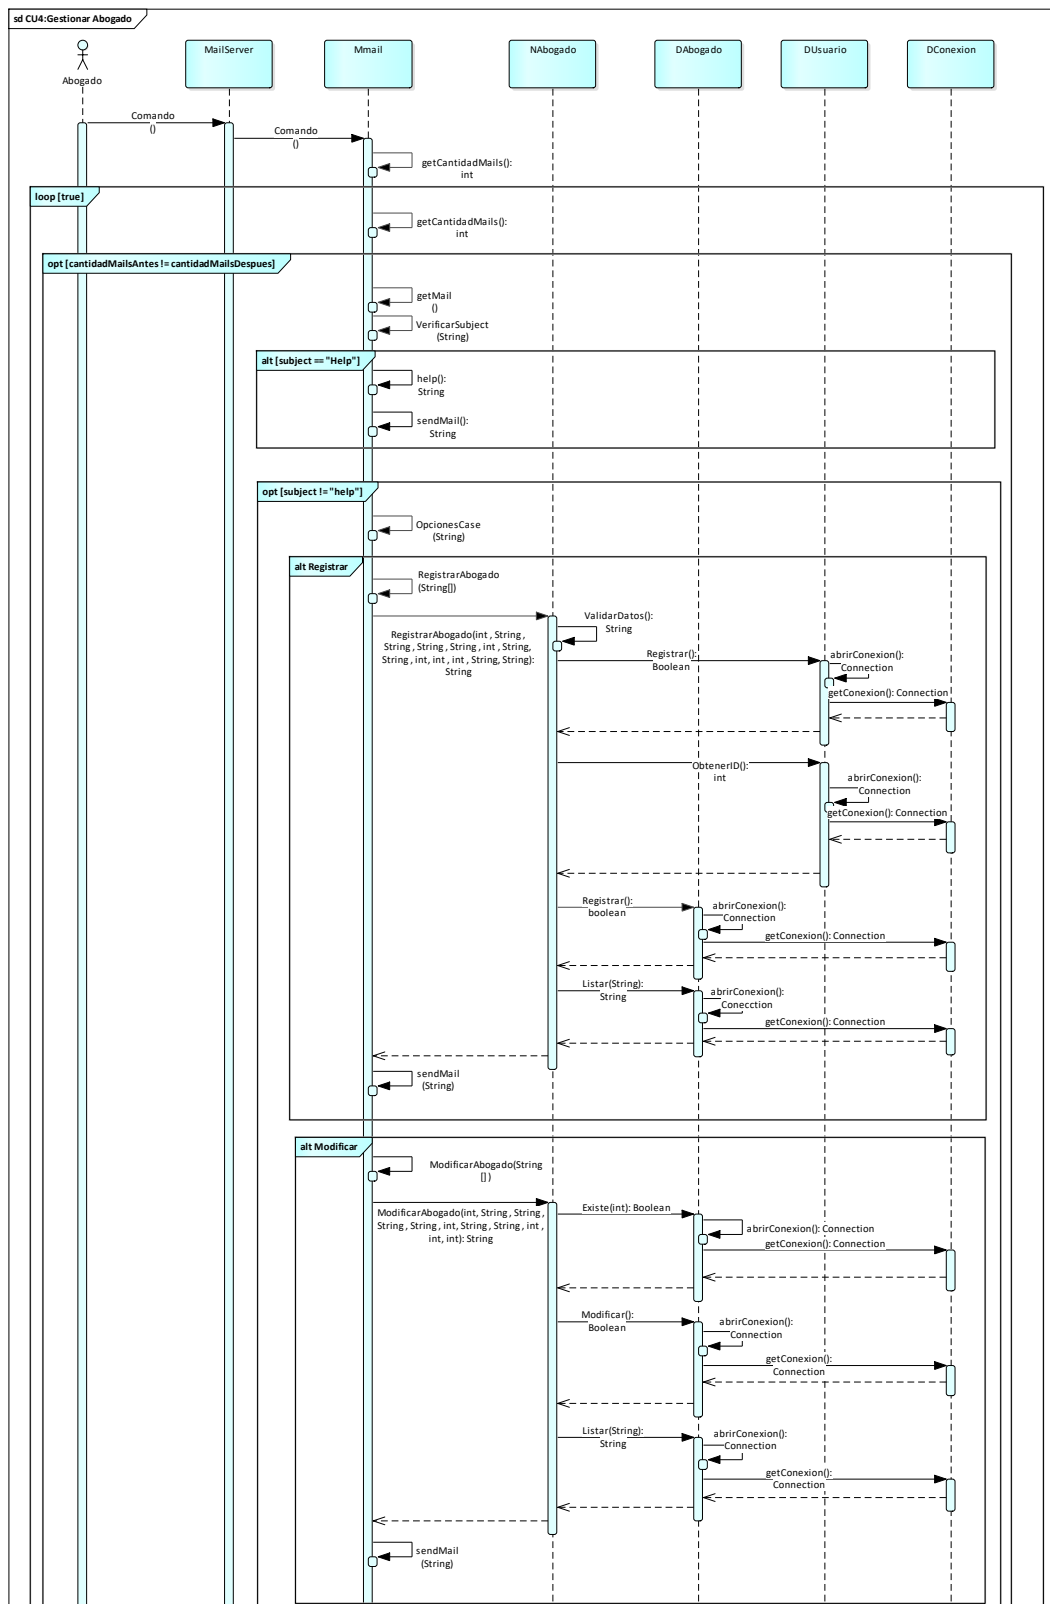 sd CU4:Gestionar Abogado
Abogado
MailServer
Mmail
NAbogado
DAbogado
DUsuario
DConexion
Comando
()
Comando
()
getCantidadMails():
int
loop [true]
getCantidadMails():
int
opt [cantidadMailsAntes != cantidadMailsDespues]
getMail
()
VerificarSubject
(String)
alt [subject == "Help"]
help():
String
sendMail():
String
opt [subject != "help"]
OpcionesCase
(String)
alt Registrar
RegistrarAbogado
(String[])
RegistrarAbogado(int , String ,
String , String , String , int , String,
String , int, int , int , String, String):
String
ValidarDatos():
String
Registrar():
Boolean
abrirConexion():
Connection
getConexion(): Connection
ObtenerID():
int
abrirConexion():
Connection
getConexion(): Connection
Registrar():
boolean
abrirConexion():
Connection
getConexion(): Connection
Listar(String):
String
abrirConexion():
Conecction
getConexion(): Connection
sendMail
(String)
alt Modificar
ModificarAbogado(String
[] )
ModificarAbogado(int, String , String ,
String , String , int, String , String , int ,
int, int): String
Existe(int): Boolean
abrirConexion(): Connection
getConexion(): Connection
Modificar():
Boolean
abrirConexion():
Connection
getConexion():
Connection
Listar(String):
String
abrirConexion():
Connection
getConexion():
Connection
sendMail
(String)